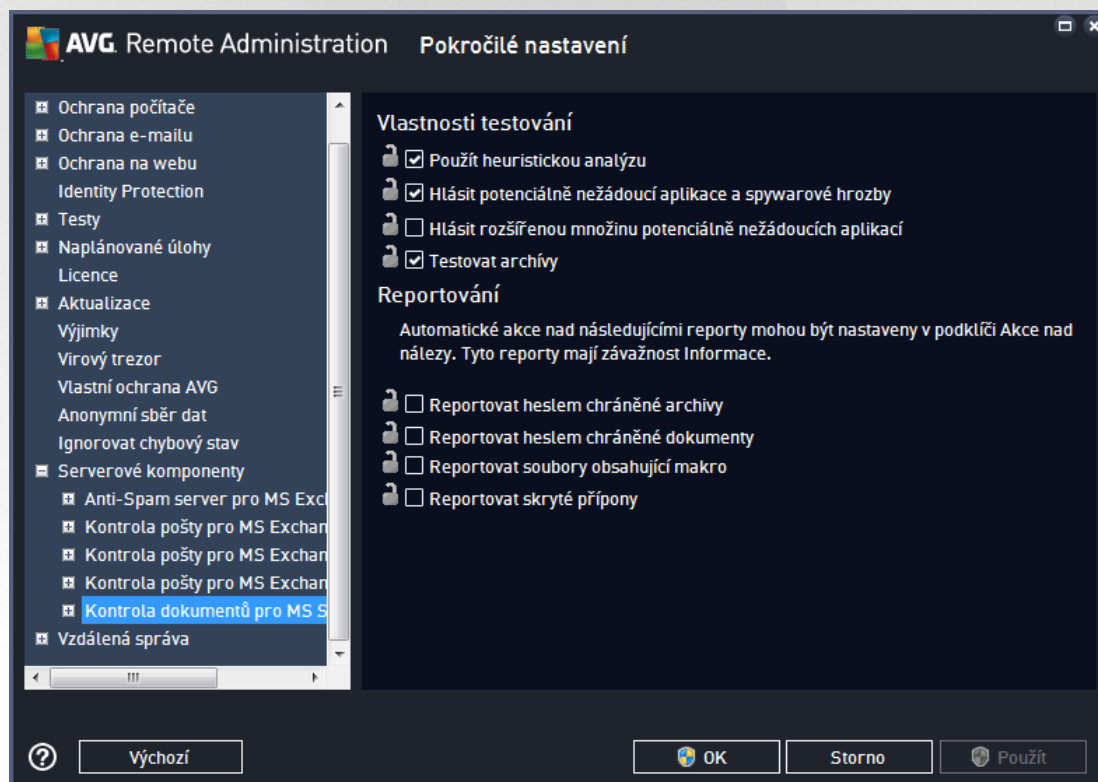 AVG. Remote Administration Pokročilé nastavení
Ochrana počítače
Ochrana e-mailu
Ochrana na webu
Identity Protection
Testy
Naplánované úlohy
Licence
Aktualizace
Výjimky
Virový trezor
Vlastní ochrana AVG
Anonymní sběr dat
Ignorovat chybový stav
Serverové komponenty
Anti-Spam server pro MS Excl
Kontrola pošty pro MS Exchan
Kontrola pošty pro MS Exchan
Kontrola pošty pro MS Exchan
Kontrola dokumentů pro MS S
Vzdálená správa
Vlastnosti testování
Použít heuristickou analýzu
Hlásit potenciálně nežádoucí aplikace a spywarové hrozby
Hlásit rozšířenou množinu potenciálně nežádoucích aplikací
Testovat archívy
Reportování
Automatické akce nad následujícími reporty mohou být nastaveny v podklíči Akce nad
nálezy. Tyto reporty mají závažnost Informace.
Reportovat heslem chráněné archivy
Reportovat heslem chráněné dokumenty
Reportovat soubory obsahující makro
Reportovat skryté přípony
Výchozí
OK
Storno
Použít